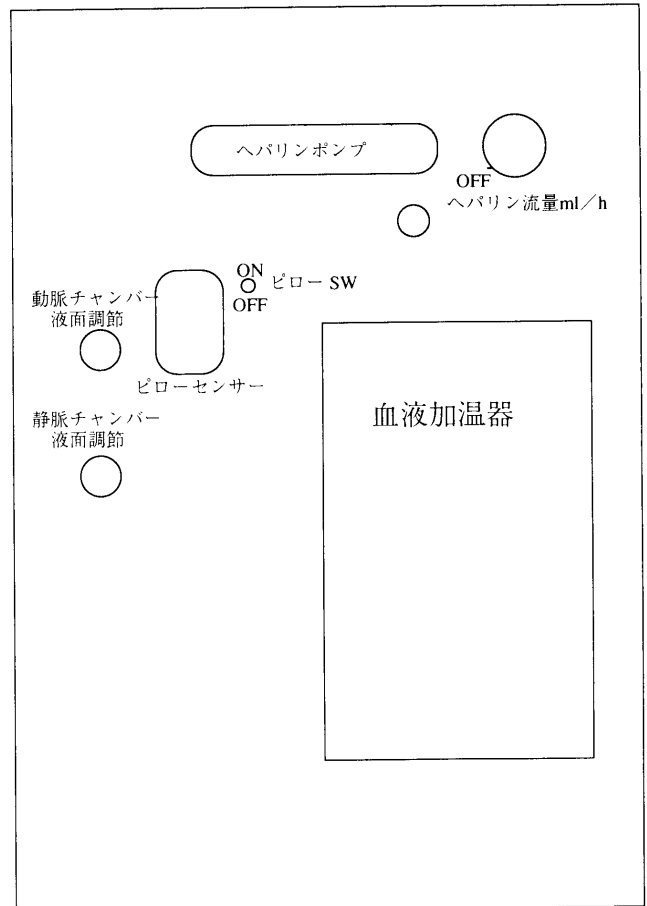 ヘパリンポンプ
OFF
ヘパリン流量ml／h
ON
ピローSW
OFF
動脈チャンバー
液面調節
ピローセンサー
静脈チャンバー
液面調節
血液加温器